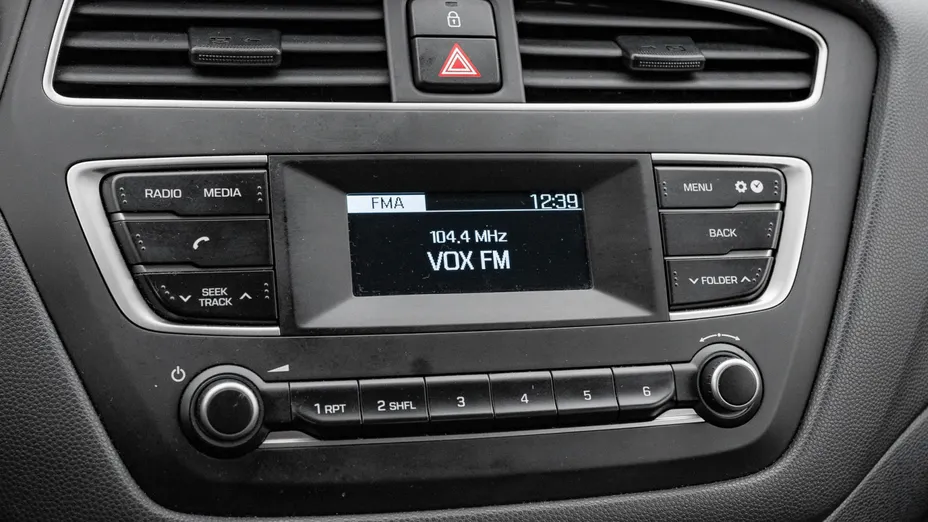 RADIO MEDIA
SEEK
TRACK
FMA 12:39
104.4 MHz
VOX FM
MENU
BACK
FOLDER
1 RPT
2 SHFL
3
4
5
6